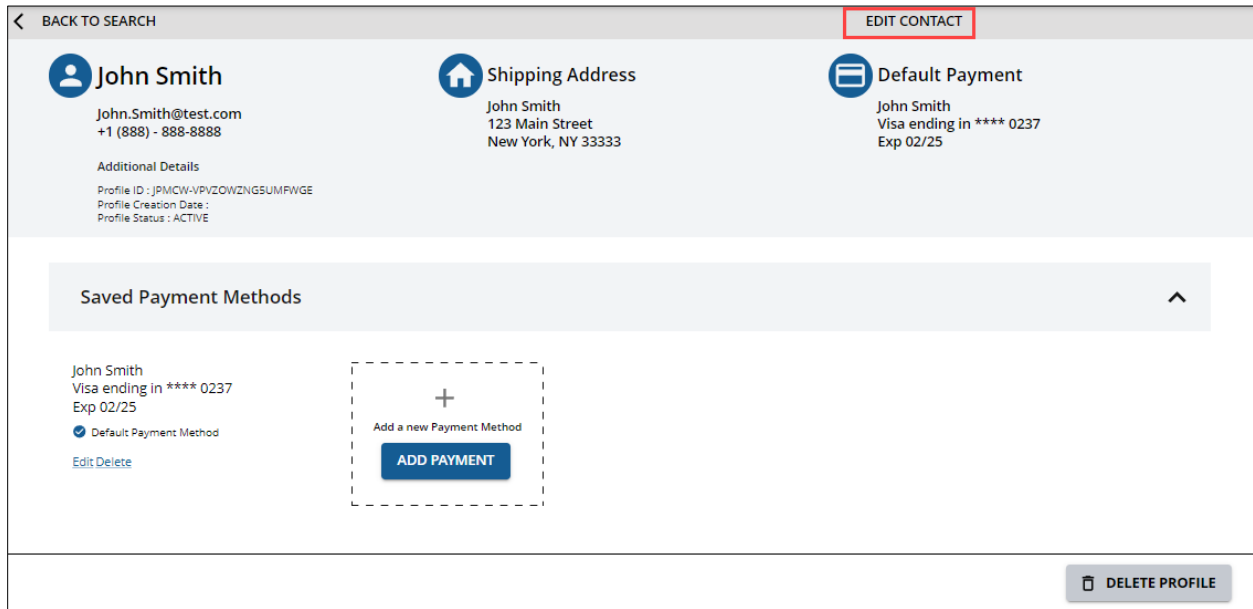 BACK TO SEARCH
EDIT CONTACT
John Smith
John.Smith@test.com
+1 (888) - 888-8888
Additional Details
Profile ID : JPMCW-VPVZOWZNG5UMFWGE
Profile Creation Date :
Profile Status : ACTIVE
Shipping Address
John Smith
123 Main Street
New York, NY 33333
Default Payment
John Smith
Visa ending in **** 0237
Exp 02/25
Saved Payment Methods
John Smith
Visa ending in **** 0237
Exp 02/25
Default Payment Method
Edit Delete
Add a new Payment Method
ADD PAYMENT
DELETE PROFILE